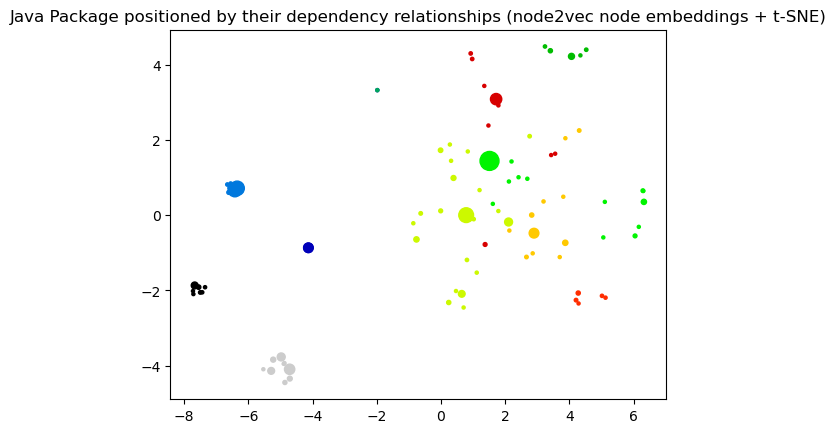 Java Package positioned by their dependency relationships (node2vec node embeddings + t-SNE)
4
2
0
−2
−4
−8 −6 −4 −2 0 2 4 6